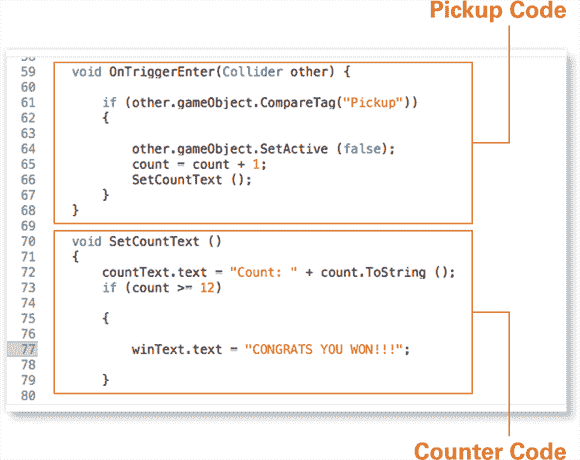 Pickup Code
59 void OnTriggerEnter(Collider other) {
60
61 if (other.gameObject.CompareTag("Pickup"))
62 {
63
64 other.gameObject.SetActive (false);
65 count = count + 1;
66 SetCountText ();
67 }
68 }
69
70 void SetCountText ()
71 {
72 countText.text = "Count: " + count.ToString ();
73 if (count >= 12)
74
75 {
76
77 winText.text = "CONGRATS YOU WON!!!";
78
79 }
80
Counter Code